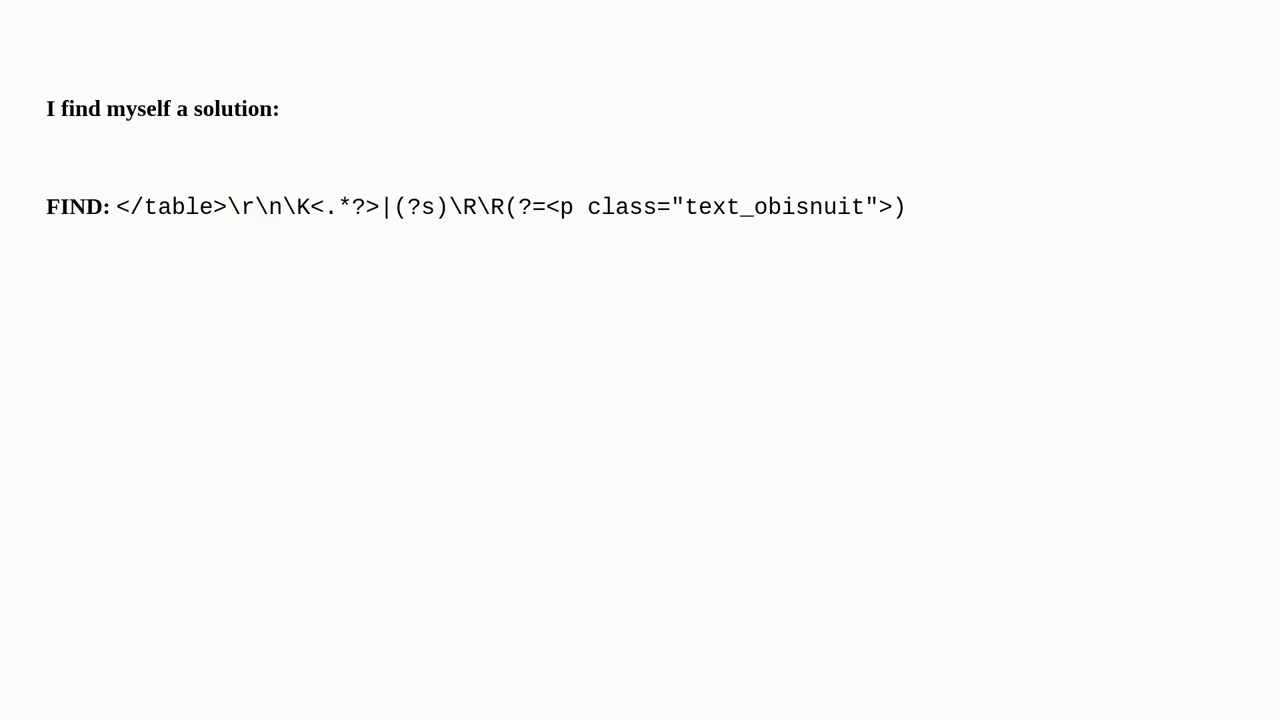 I find myself a solution:
FIND: </table>\r\n\K<.*?>|(?s)\R\R(?=<p class="text_obisnuit">)